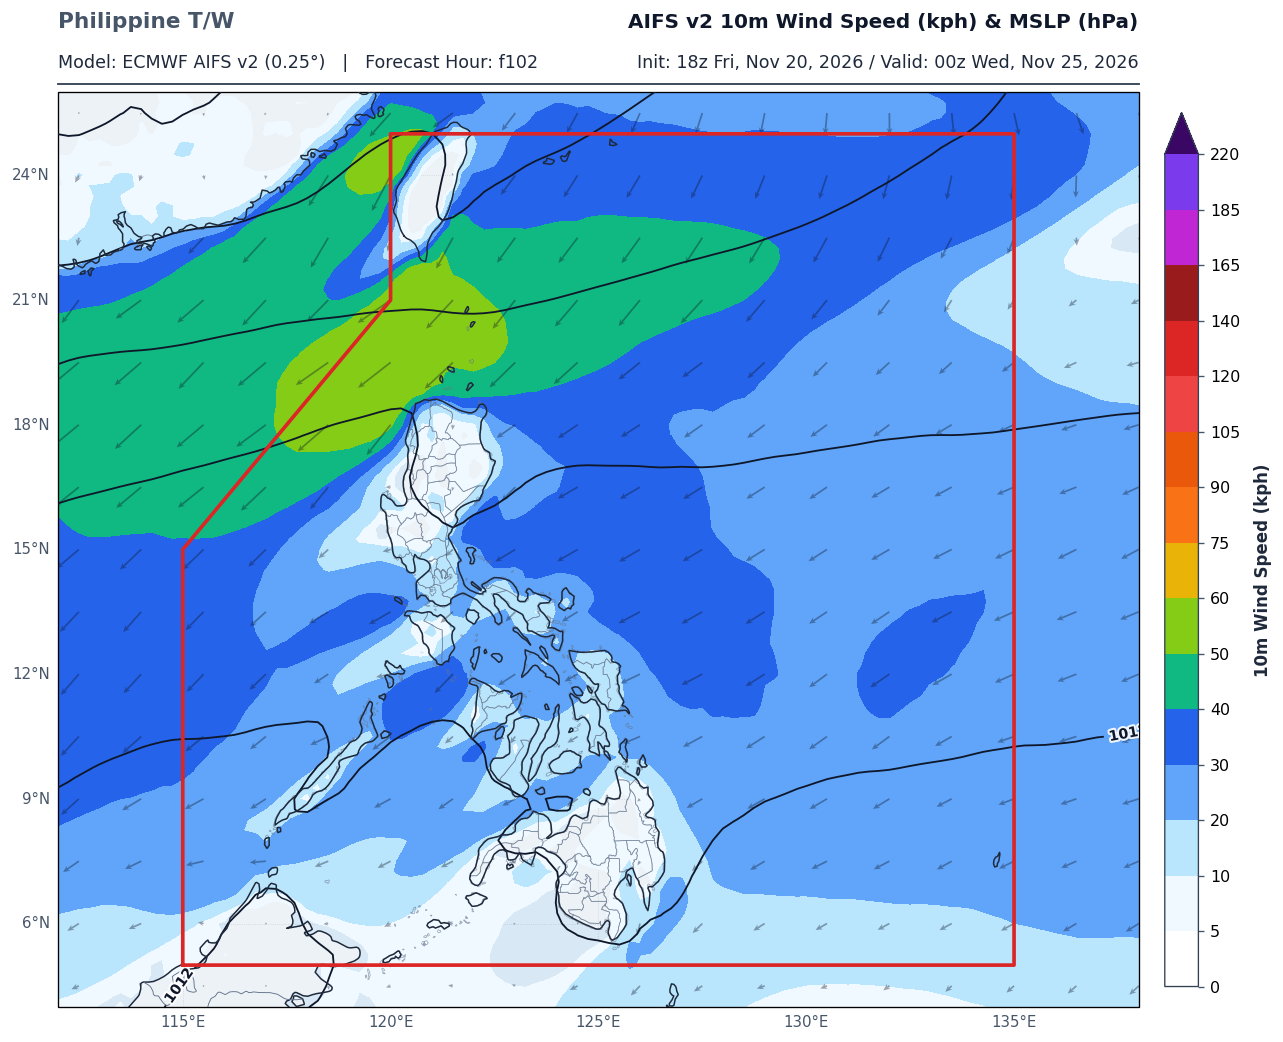 Philippine T/W
AIFS v2 10m Wind Speed (kph) & MSLP (hPa)
Model: ECMWF AIFS v2 (0.25°) | Forecast Hour: f102
Init: 18z Fri, Nov 20, 2026 / Valid: 00z Wed, Nov 25, 2026
24°N
21°N
18°N
15°N
12°N
9°N
6°N
115°E
120°E
125°E
130°E
135°E
1012
220
185
165
140
120
105
90
75
60
50
40
30
20
10
5
0
10m Wind Speed (kph)